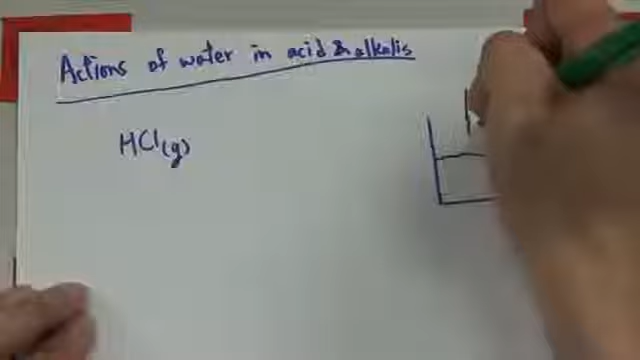 Actions of water in acid & alkalis
HCl(g)